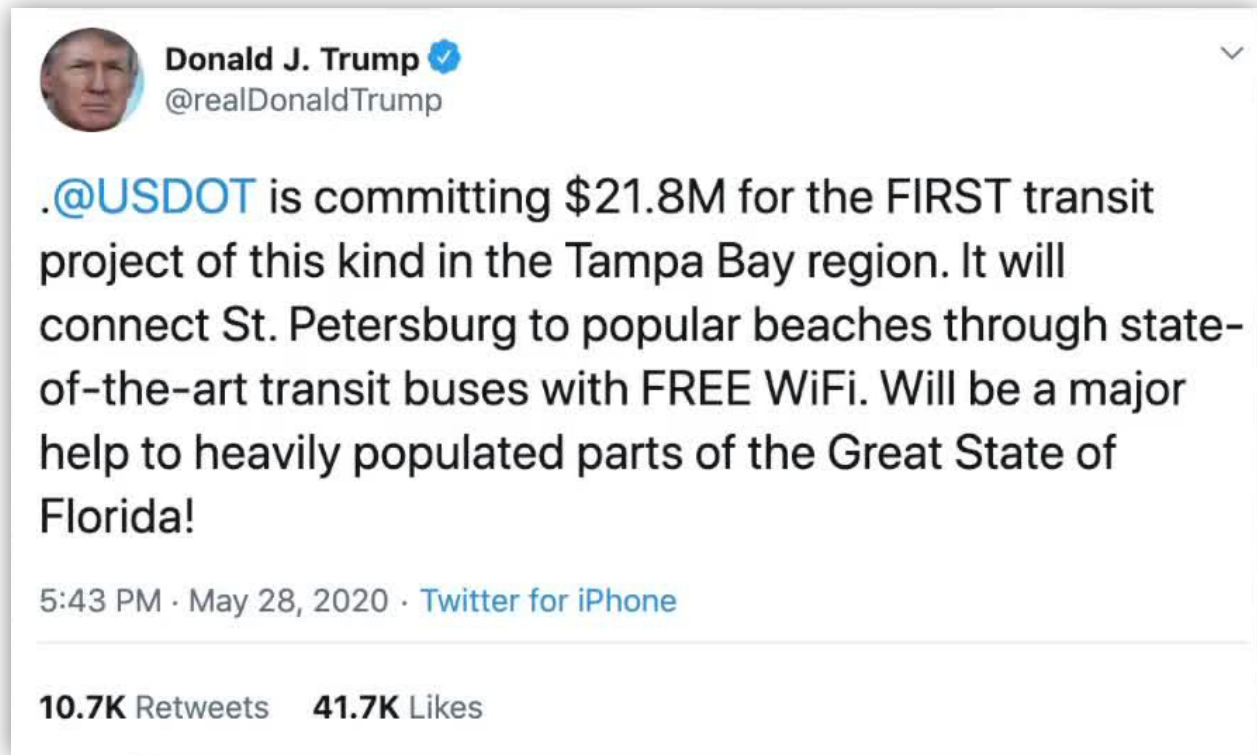 Donald J. Trump
@realDonaldTrump
.@USDOT is committing $21.8M for the FIRST transit
project of this kind in the Tampa Bay region. It will
connect St. Petersburg to popular beaches through state-
of-the-art transit buses with FREE WiFi. Will be a major
help to heavily populated parts of the Great State of
Florida!
5:43 PM · May 28, 2020 · Twitter for iPhone
10.7K Retweets 41.7K Likes